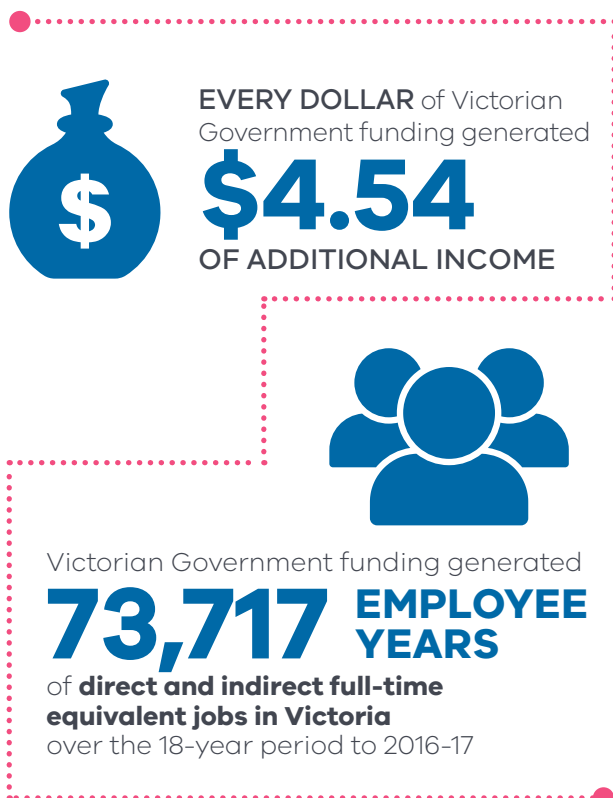 EVERY DOLLAR of Victorian
Government funding generated
$
$4.54
OF ADDITIONAL INCOME
Victorian Government funding generated
73,717 EMPLOYEE
YEARS
of direct and indirect full-time
equivalent jobs in Victoria
over the 18-year period to 2016-17